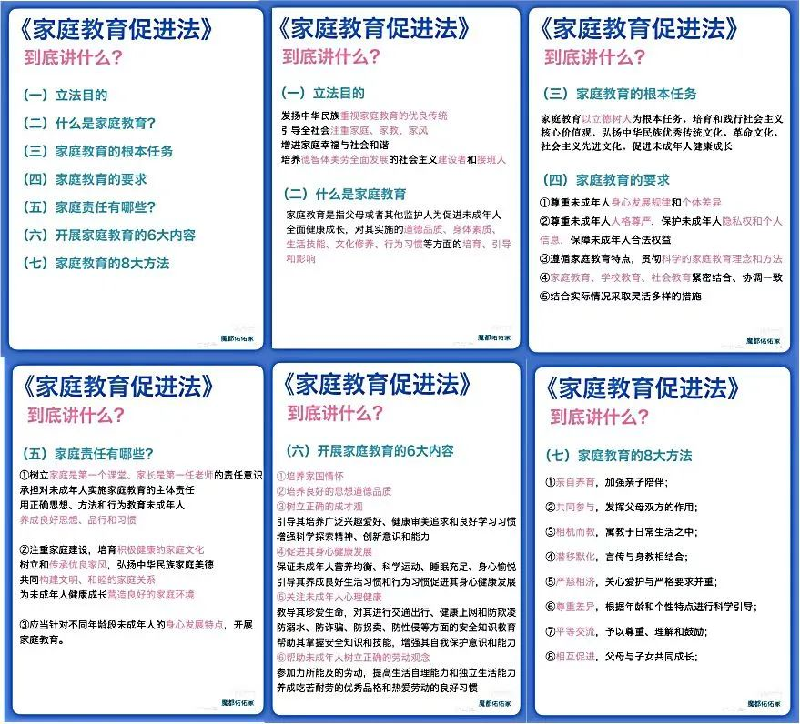 《家庭教育促进法》
到底讲什么?
(一) 立法目的
(二) 什么是家庭教育?
(三) 家庭教育的根本任务
(四) 家庭教育的要求
(五) 家庭责任有哪些?
(六) 开展家庭教育的6大内容
(七) 家庭教育的8大方法
魔都佑佑家
《家庭教育促进法》
到底讲什么?
(一) 立法目的
发扬中华民族重视家庭教育的优良传统
引导全社会注重家庭、家教、家风
增进家庭幸福与社会和谐
培养德智体美劳全面发展的社会主义建设者和接班人
(二) 什么是家庭教育
家庭教育是指父母或者其他监护人为促进未成年人
全面健康成长，对其实施的道德品质、身体素质、
生活技能、文化修养、行为习惯等方面的培育、引导
和影响
魔都佑佑家
《家庭教育促进法》
到底讲什么?
(三) 家庭教育的根本任务
家庭教育以立德树人为根本任务，培育和践行社会主义
核心价值观，弘扬中华民族优秀传统文化、革命文化、
社会主义先进文化，促进未成年人健康成长
(四) 家庭教育的要求
①尊重未成年人身心发展规律和个体差异
②尊重未成年人人格尊严，保护未成年人隐私权和个人
信息，保障未成年人合法权益
③遵循家庭教育特点，贯彻科学的家庭教育理念和方法
④家庭教育、学校教育、社会教育紧密结合、协调一致
⑤结合实际情况采取灵活多样的措施
魔都佑佑家
《家庭教育促进法》
到底讲什么?
(五) 家庭责任有哪些?
①树立家庭是第一个课堂、家长是第一任老师的责任意识
承担对未成年人实施家庭教育的主体责任
用正确思想、方法和行为教育未成年人
养成良好思想、品行和习惯
②注重家庭建设，培育积极健康的家庭文化
树立和传承优良家风，弘扬中华民族家庭美德
共同构建文明、和睦的家庭关系
为未成年人健康成长营造良好的家庭环境
③应当针对不同年龄段未成年人的身心发展特点，开展
家庭教育。
魔都佑佑家
《家庭教育促进法》
到底讲什么?
(六) 开展家庭教育的6大内容
①培养家国情怀
②培养良好的思想道德品质
③树立正确的成才观
引导其培养广泛兴趣爱好、健康审美追求和良好学习习惯
增强科学探索精神、创新意识和能力
④促进其身心健康发展
保证未成年人营养均衡、科学运动、睡眠充足、身心愉悦
引导其养成良好生活习惯和行为习惯促进其身心健康发展
⑤关注未成年人心理健康
教导其珍爱生命，对其进行交通出行、健康上网和防欺凌
防溺水、防诈骗、防拐卖、防性侵等方面的安全知识教育
帮助其掌握安全知识和技能，增强其自我保护意识和能力
⑥帮助未成年人树立正确的劳动观念
参加力所能及的劳动，提高生活自理能力和独立生活能力
养成吃苦耐劳的优秀品格和热爱劳动的良好习惯
魔都佑佑家
《家庭教育促进法》
到底讲什么?
(七) 家庭教育的8大方法
①亲自养育，加强亲子陪伴；
②共同参与，发挥父母双方的作用；
③相机而教，寓教于日常生活之中；
④潜移默化，言传与身教相结合；
⑤严慈相济，关心爱护与严格要求并重；
⑥尊重差异，根据年龄和个性特点进行科学引导；
⑦平等交流，予以尊重、理解和鼓励；
⑧相互促进，父母与子女共同成长；
魔都佑佑家